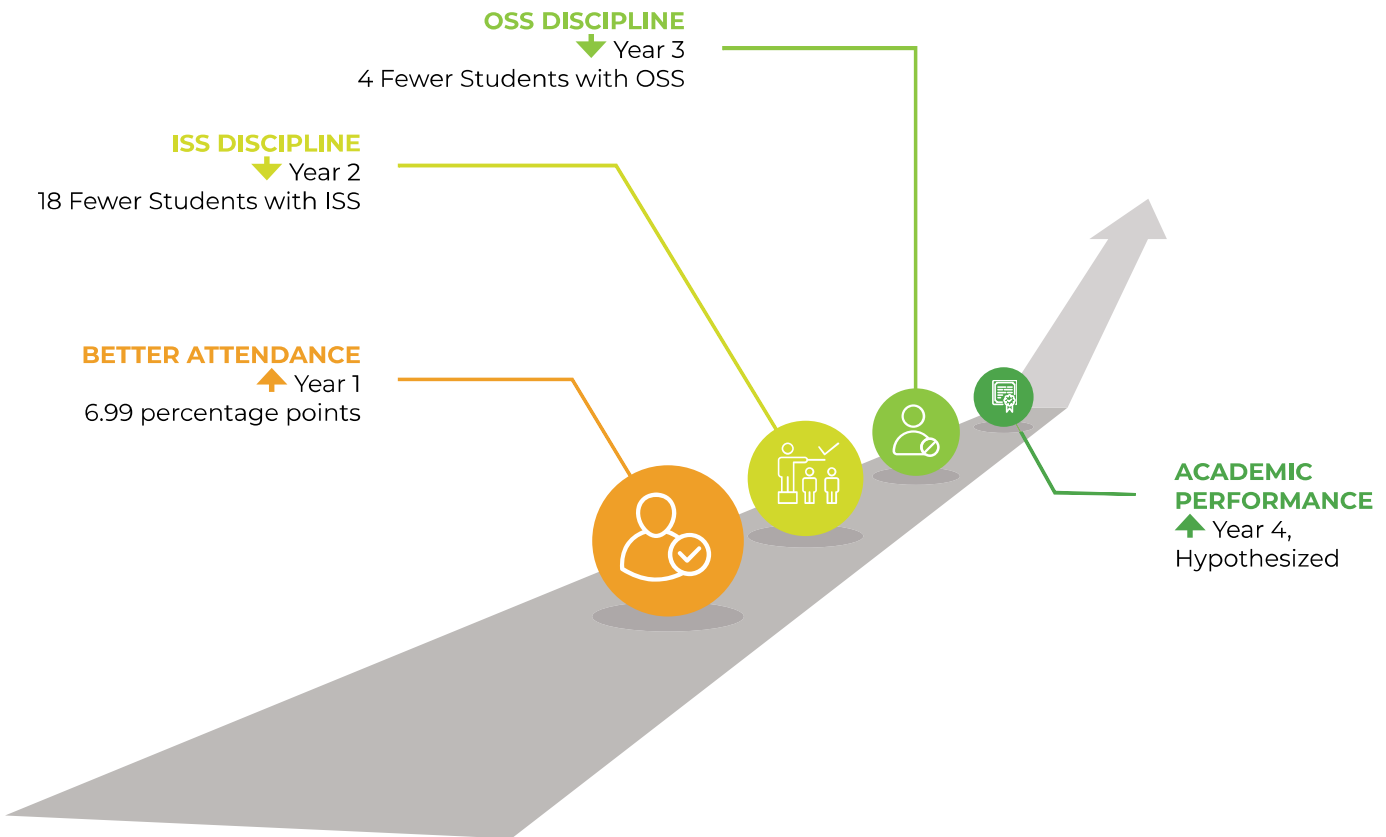 OSS DISCIPLINE
Year 3
4 Fewer Students with OSS
ISS DISCIPLINE
Year 2
18 Fewer Students with ISS
BETTER ATTENDANCE
Year 1
6.99 percentage points
ACADEMIC
PERFORMANCE
Year 4,
Hypothesized